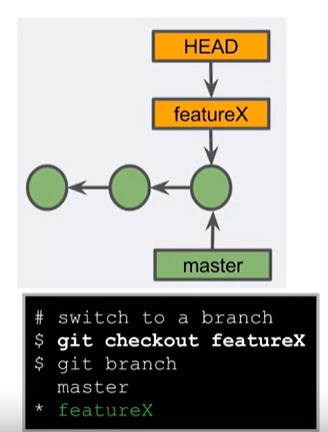 HEAD
featureX
master
# switch to a branch
$ git checkout featureX
$ git branch
  master
* featureX